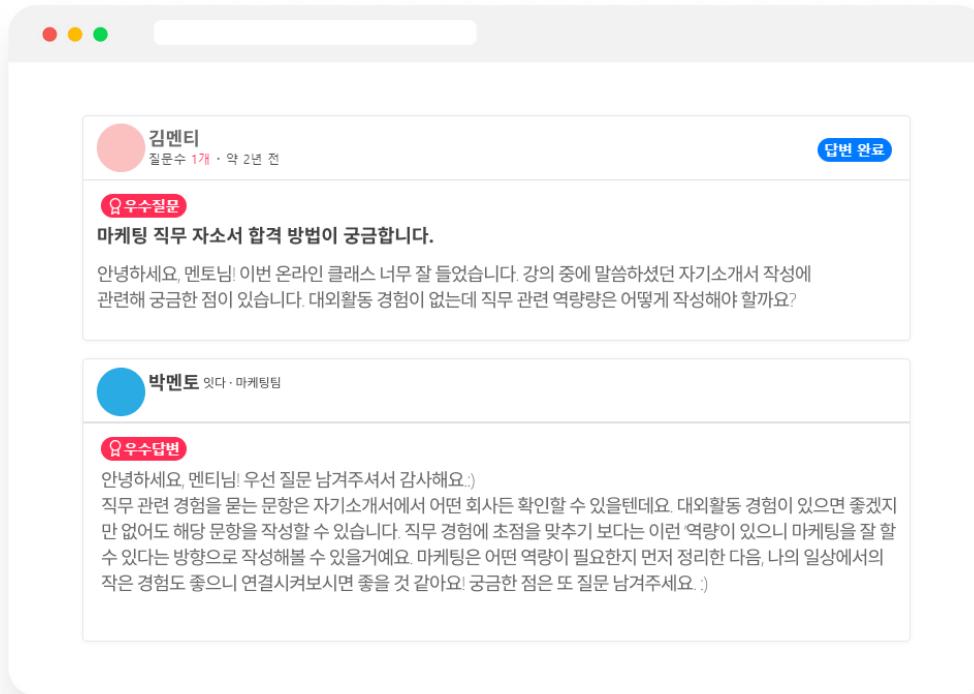 김멘티
질문수 1개 · 약 2년 전
답변 완료
우수질문
마케팅 직무 자소서 합격 방법이 궁금합니다.
안녕하세요, 멘토님! 이번 온라인 클래스 너무 잘 들었습니다. 강의 중에 말씀하셨던 자기소개서 작성에
관련해 궁금한 점이 있습니다. 대외활동 경험이 없는데 직무 관련 역량량은 어떻게 작성해야 할까요?
박멘토 잇다 · 마케팅팀
우수답변
안녕하세요, 멘티님! 우선 질문 남겨주셔서 감사해요.:)
직무 관련 경험을 묻는 문항은 자기소개서에서 어떤 회사든 확인할 수 있을텐데요. 대외활동 경험이 있으면 좋겠지
만 없어도 해당 문항을 작성할 수 있습니다. 직무 경험에 초점을 맞추기 보다는 이런 '역량이 있으니 마케팅을 잘 할
수 있다는 방향으로 작성해볼 수 있을거예요. 마케팅은 어떤 역량이 필요한지 먼저 정리한 다음, 나의 일상에서의
작은 경험도 좋으니 연결시켜보시면 좋을 것 같아요! 궁금한 점은 또 질문 남겨주세요. :)